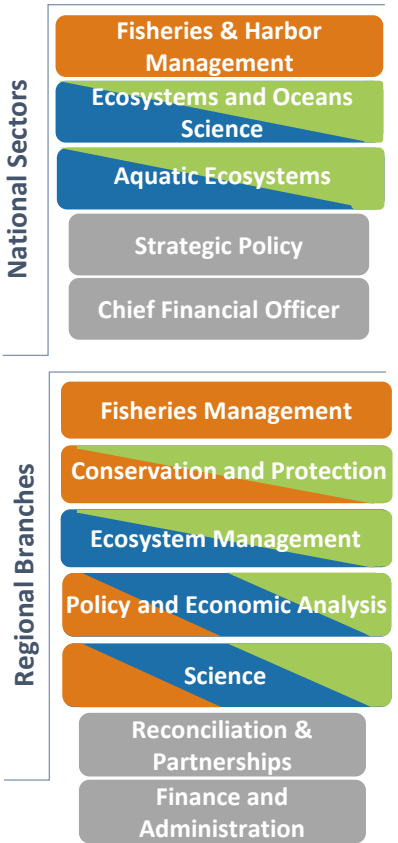 National Sectors
Fisheries & Harbor
Management
Ecosystems and Oceans
Science
Aquatic Ecosystems
Strategic Policy
Chief Financial Officer
Regional Branches
Fisheries Management
Conservation and Protection
Ecosystem Management
Policy and Economic Analysis
Science
Reconciliation &
Partnerships
Finance and
Administration